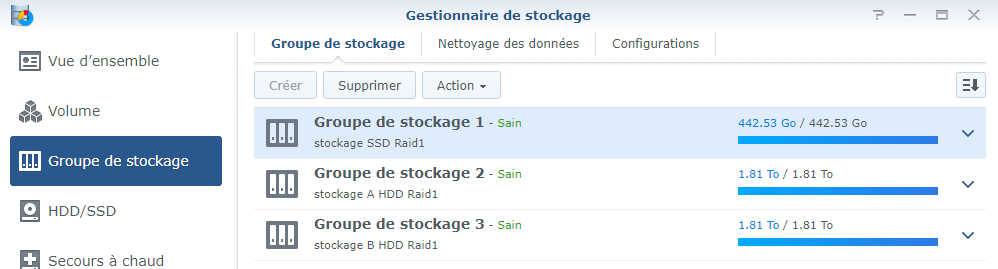 Gestionnaire de stockage
Vue d’ensemble
Volume
Groupe de stockage
HDD/SSD
Secours à chaud
Groupe de stockage
Nettoyage des données
Configurations
Créer
Supprimer
Action
Groupe de stockage 1 - Sain
442.53 Go / 442.53 Go
stockage SSD Raid1
Groupe de stockage 2 - Sain
1.81 To / 1.81 To
stockage A HDD Raid1
Groupe de stockage 3 - Sain
1.81 To / 1.81 To
stockage B HDD Raid1